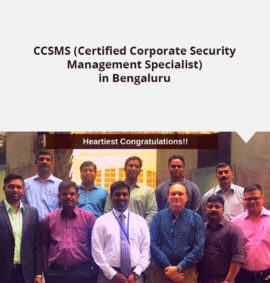 CCSMS (Certified Corporate Security
Management Specialist)
in Bengaluru
Heartiest Congratulations!!